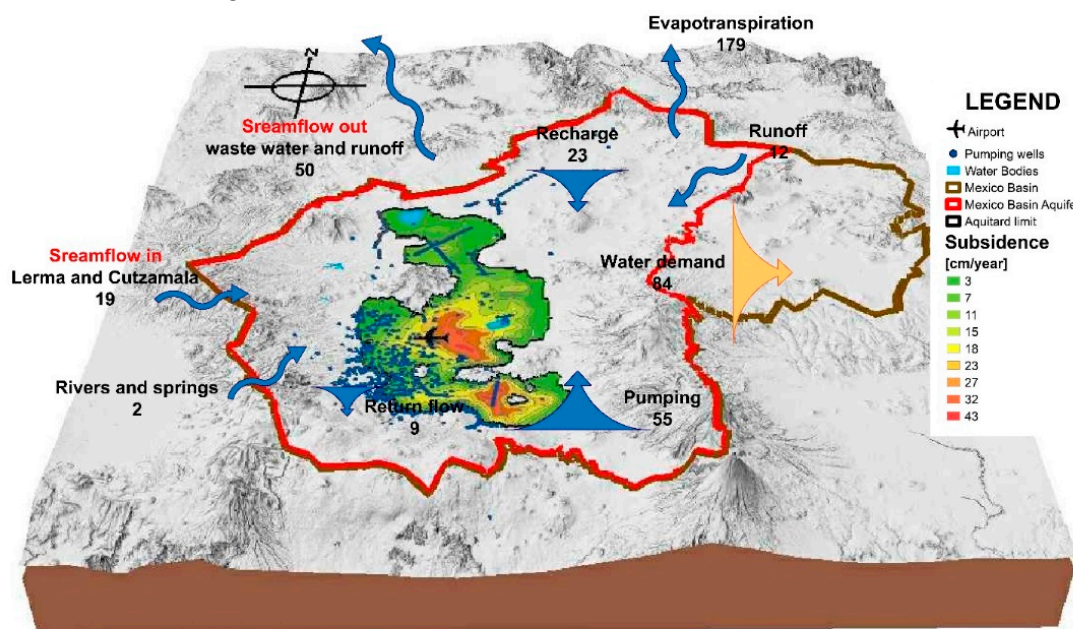 Evapotranspiration
179
N
Sreamflow out
waste water and runoff
50
Recharge
23
Runoff
12
Sreamflow in
Lerma and Cutzamala
19
Water demand
84
Rivers and springs
2
Return flow
9
Pumping
55
LEGEND
Airport
Pumping wells
Water Bodies
Mexico Basin
Mexico Basin Aquife
Aquitard limit
Subsidence
[cm/year]
3
7
11
15
18
23
27
32
43